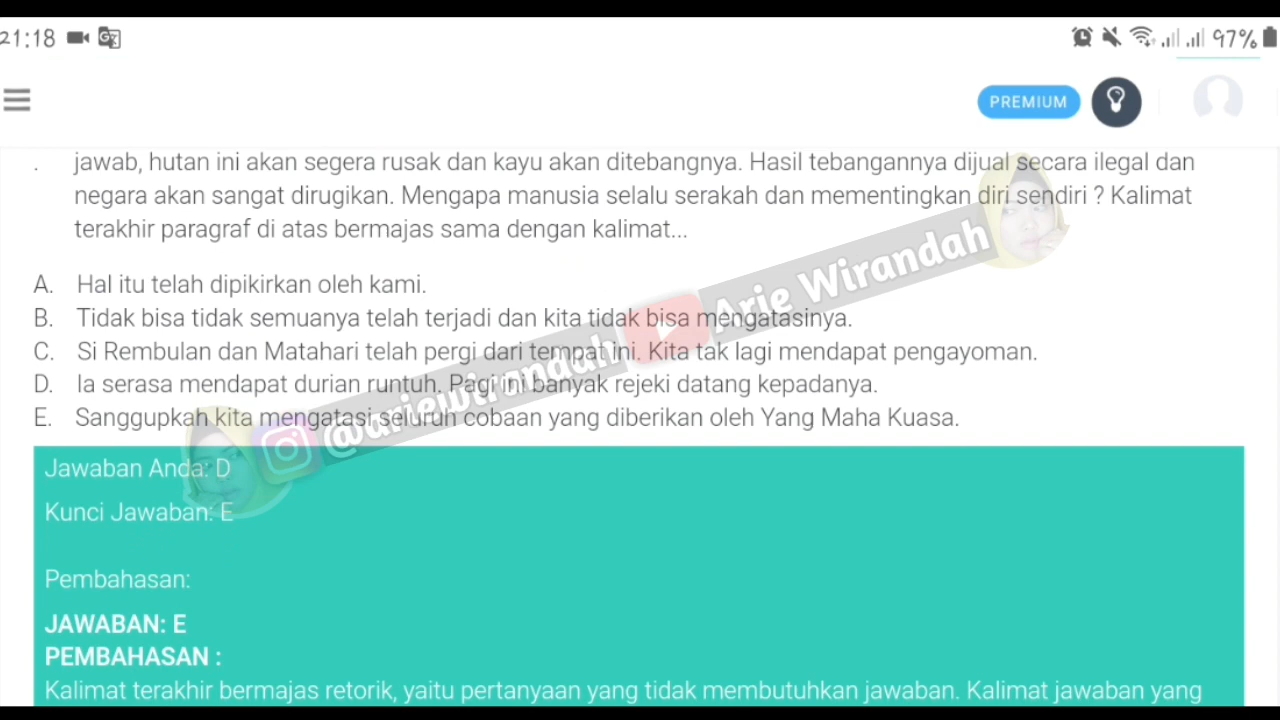 21:18
97%
PREMIUM
. jawab, hutan ini akan segera rusak dan kayu akan ditebangnya. Hasil tebangannya dijual secara ilegal dan
negara akan sangat dirugikan. Mengapa manusia selalu serakah dan mementingkan diri sendiri ? Kalimat
terakhir paragraf di atas bermajas sama dengan kalimat...
A. Hal itu telah dipikirkan oleh kami.
B. Tidak bisa tidak semuanya telah terjadi dan kita tidak bisa mengatasinya.
C. Si Rembulan dan Matahari telah pergi dari tempat ini. Kita tak lagi mendapat pengayoman.
D. Ia serasa mendapat durian runtuh. Pagi ini banyak rejeki datang kepadanya.
E. Sanggupkah kita mengatasi seluruh cobaan yang diberikan oleh Yang Maha Kuasa.
@ariewirandah Arie Wirandah
Jawaban Anda: D
Kunci Jawaban: E
Pembahasan:
JAWABAN: E
PEMBAHASAN :
Kalimat terakhir bermajas retorik, yaitu pertanyaan yang tidak membutuhkan jawaban. Kalimat jawaban yang